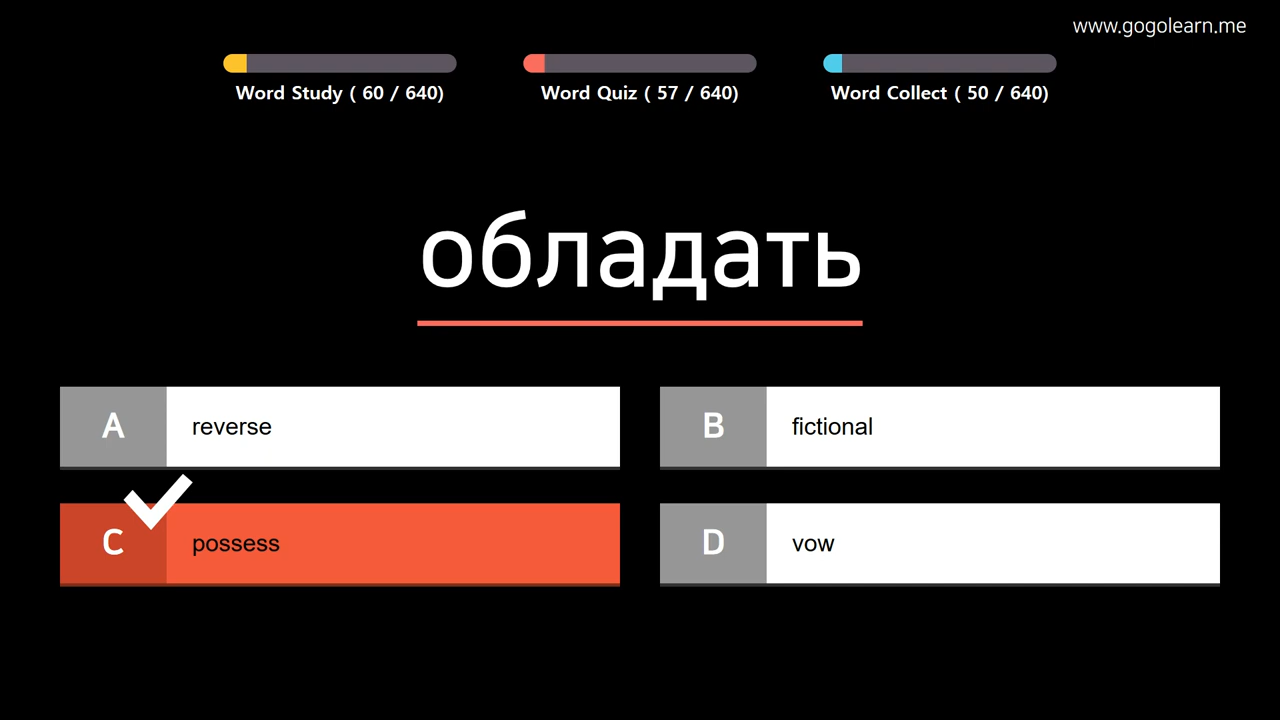 www.gogolearn.me
Word Study ( 60 / 640)
Word Quiz ( 57 / 640)
Word Collect ( 50 / 640)
обладать
A reverse
B fictional
C possess
D vow